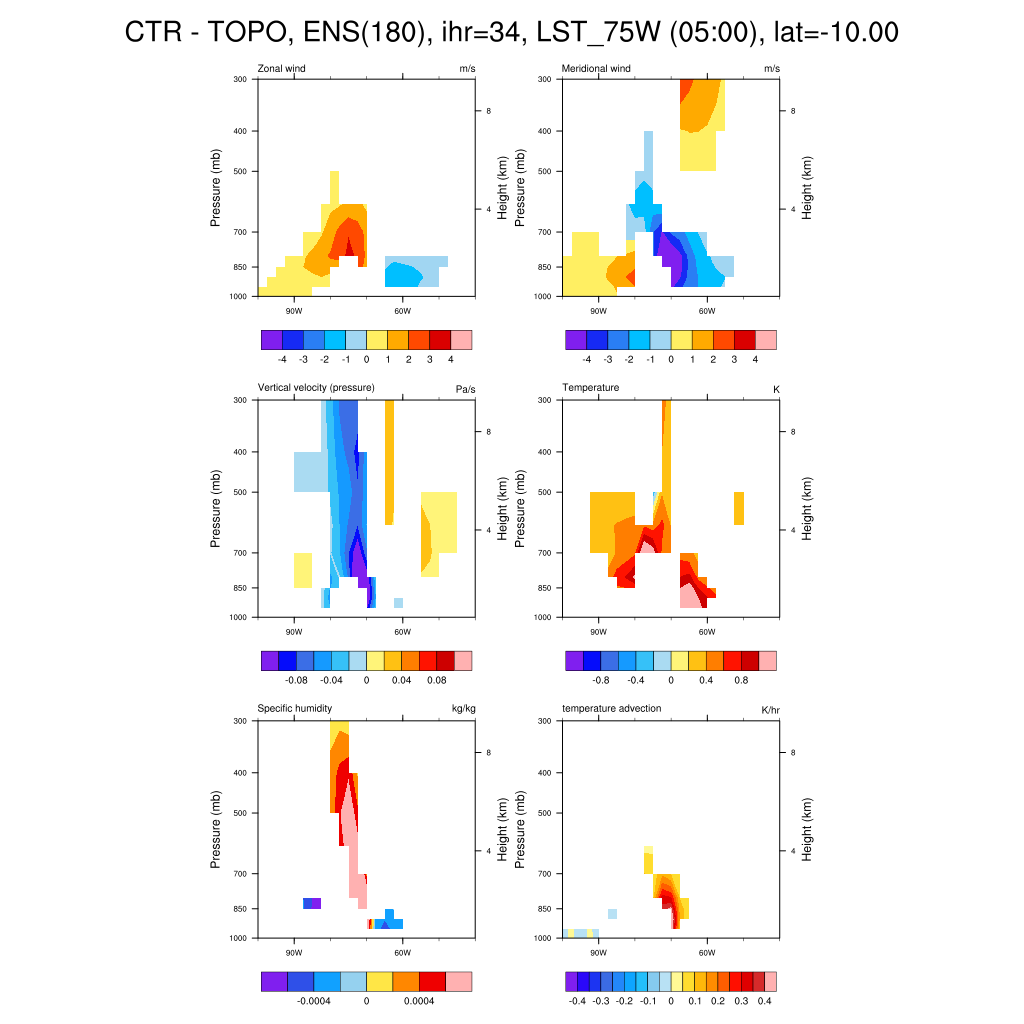 CTR - TOPO, ENS(180), ihr=34, LST_75W (05:00), lat=-10.00
Zonal wind m/s
300
400
500
700
850
1000
Pressure (mb)
8
4
Height (km)
90W 60W
-4 -3 -2 -1 0 1 2 3 4
Meridional wind m/s
300
400
500
700
850
1000
Pressure (mb)
8
4
Height (km)
90W 60W
-4 -3 -2 -1 0 1 2 3 4
Vertical velocity (pressure) Pa/s
300
400
500
700
850
1000
Pressure (mb)
8
4
Height (km)
90W 60W
-0.08 -0.04 0 0.04 0.08
Temperature K
300
400
500
700
850
1000
Pressure (mb)
8
4
Height (km)
90W 60W
-0.8 -0.4 0 0.4 0.8
Specific humidity kg/kg
300
400
500
700
850
1000
Pressure (mb)
8
4
Height (km)
90W 60W
-0.0004 0 0.0004
temperature advection K/hr
300
400
500
700
850
1000
Pressure (mb)
8
4
Height (km)
90W 60W
-0.4 -0.3 -0.2 -0.1 0 0.1 0.2 0.3 0.4